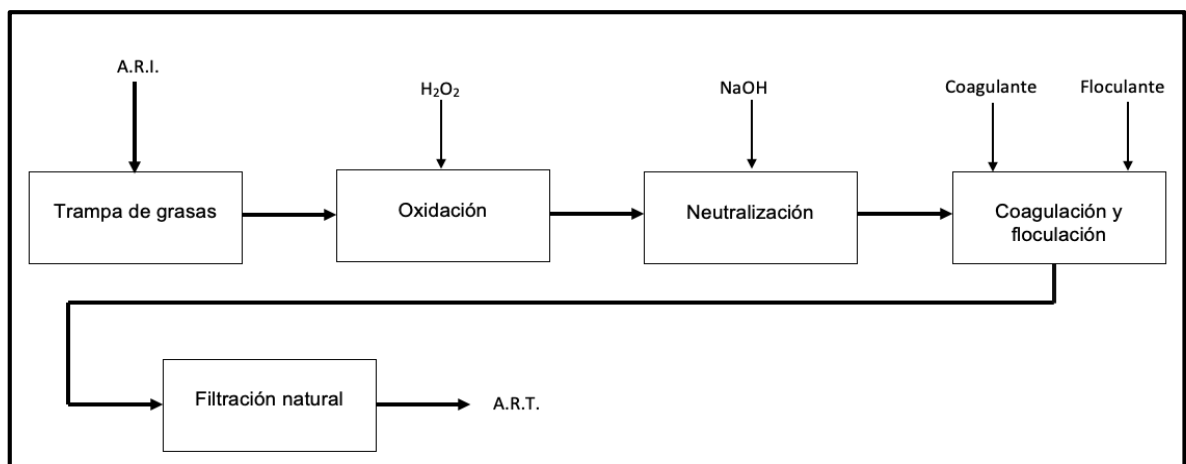 A.R.I.
H₂O₂
NaOH
Coagulante
Floculante
Trampa de grasas
Oxidación
Neutralización
Coagulación y
floculación
Filtración natural
A.R.T.